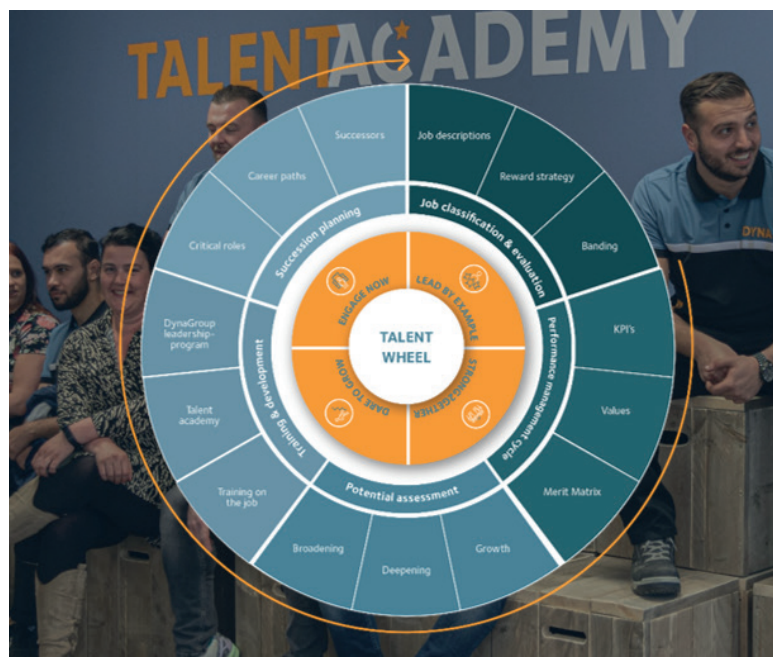 TALENTACADEMY
Successors
Job descriptions
Career paths
Reward strategy
Critical roles
Banding
Succession planning
Job classification & evaluation
DYNA
ENGAGE NOW
LEAD BY EXAMPLE
DynaGroup
leadership-
program
KPI's
TALENT
WHEEL
Training & development
Performance management cycle
DARE TO GROW
STRONG2GETHER
Talent
academy
Values
Training on
the job
Merit Matrix
Potential assessment
Broadening
Deepening
Growth